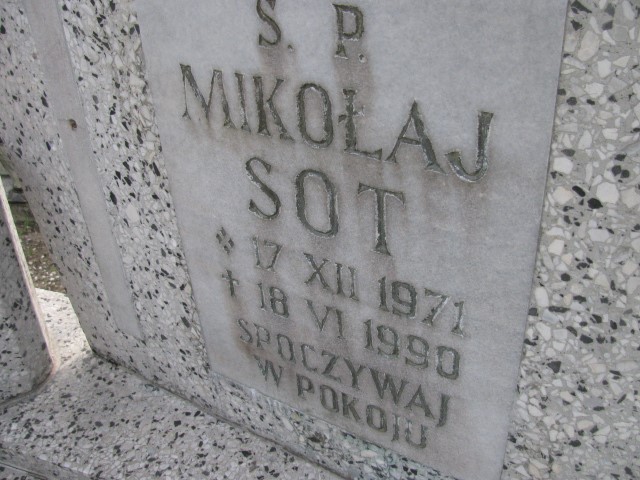 Ś. P.
MIKOŁAJ
SOT
17 XII 1971
✝ 18 VI 1990
SPOCZYWAJ
W POKOJU